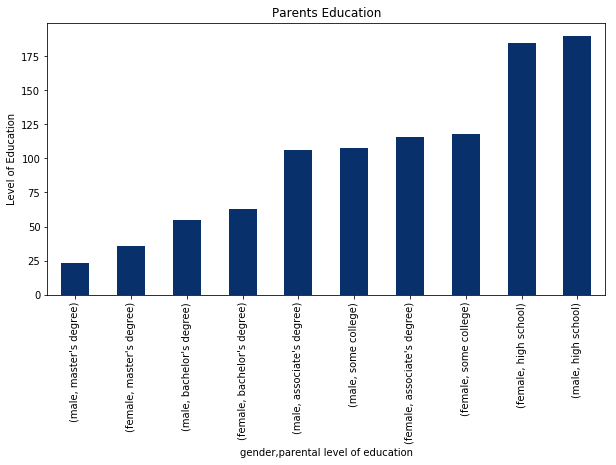 Parents Education
Level of Education
175
150
125
100
75
50
25
0
(male, master's degree)
(female, master's degree)
(male, bachelor's degree)
(female, bachelor's degree)
(male, associate's degree)
(male, some college)
(female, associate's degree)
(female, some college)
(female, high school)
(male, high school)
gender,parental level of education